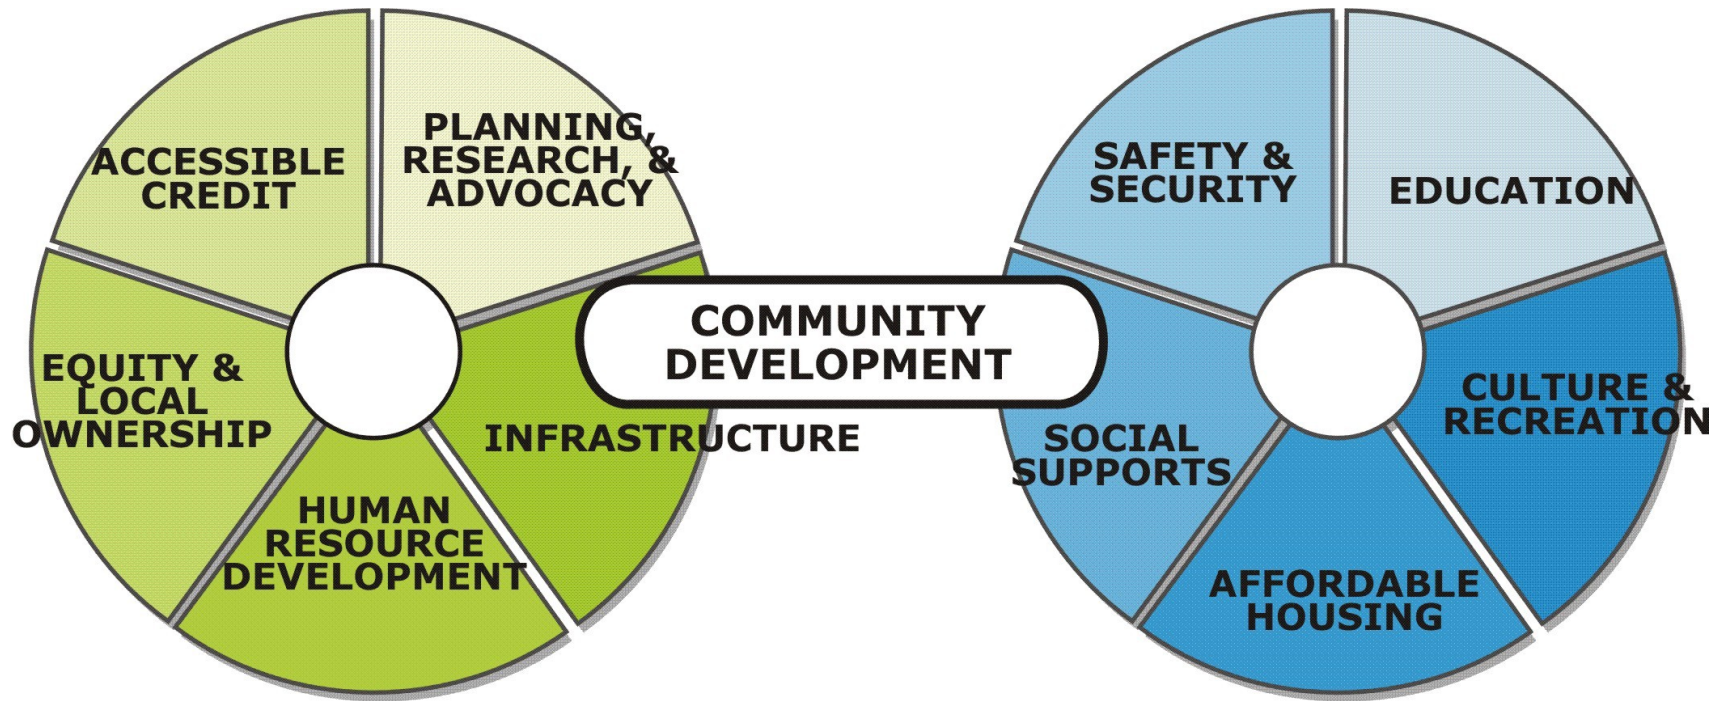 ACCESSIBLE
CREDIT
PLANNING,
RESEARCH, &
ADVOCACY
EQUITY &
LOCAL
OWNERSHIP
HUMAN
RESOURCE
DEVELOPMENT
INFRASTRUCTURE
COMMUNITY
DEVELOPMENT
SAFETY &
SECURITY
EDUCATION
SOCIAL
SUPPORTS
CULTURE &
RECREATION
AFFORDABLE
HOUSING